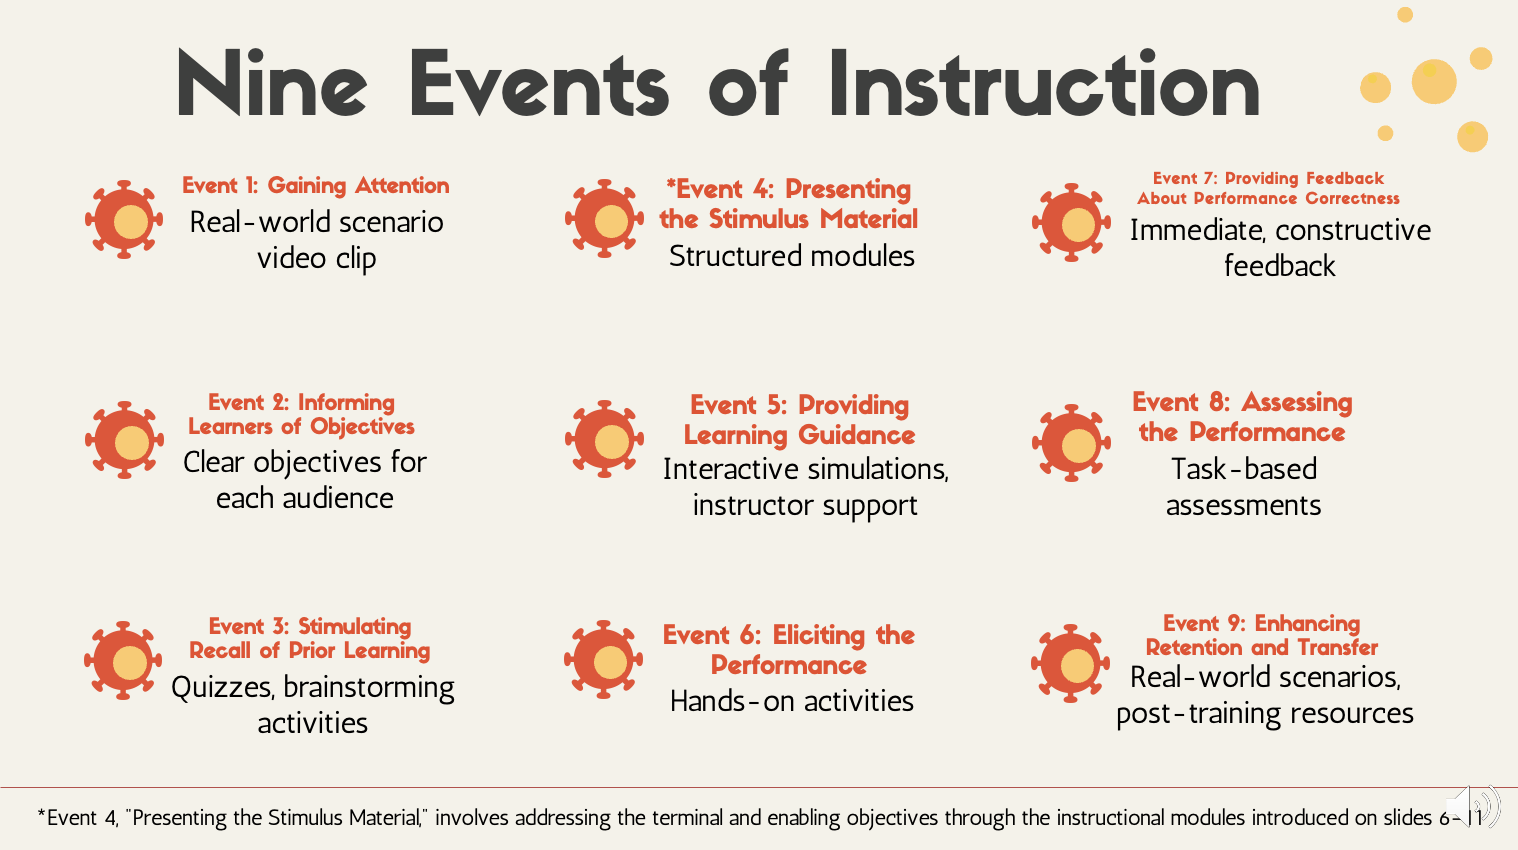 Nine Events of Instruction
Event 1: Gaining Attention
Real-world scenario
video clip
Event 2: Informing
Learners of Objectives
Clear objectives for
each audience
Event 3: Stimulating
Recall of Prior Learning
Quizzes, brainstorming
activities
*Event 4: Presenting
the Stimulus Material
Structured modules
Event 5: Providing
Learning Guidance
Interactive simulations,
instructor support
Event 6: Eliciting the
Performance
Hands-on activities
Event 7: Providing Feedback
About Performance Correctness
Immediate, constructive
feedback
Event 8: Assessing
the Performance
Task-based
assessments
Event 9: Enhancing
Retention and Transfer
Real-world scenarios,
post-training resources
*Event 4, "Presenting the Stimulus Material," involves addressing the terminal and enabling objectives through the instructional modules introduced on slides 6-11